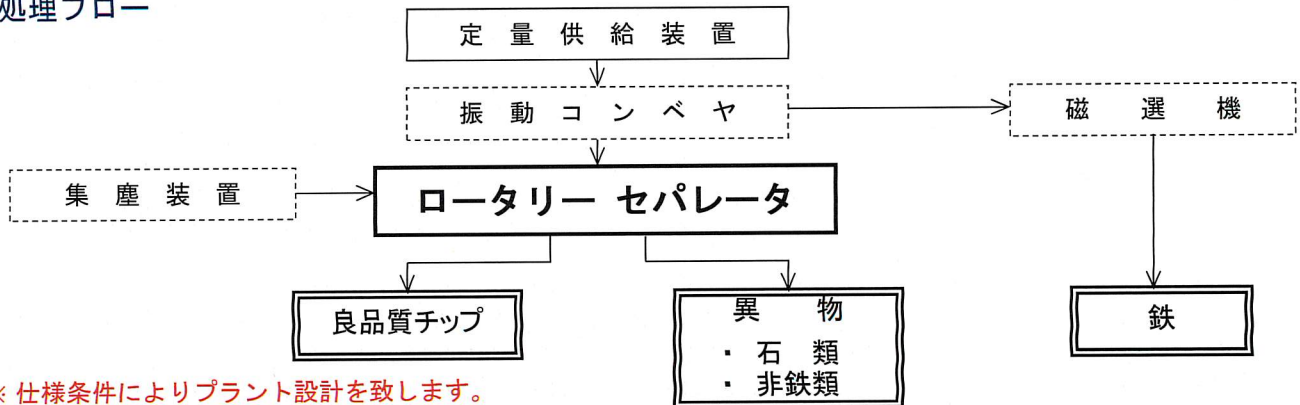 処理フロー
定量供給装置
振動コンベヤ
磁選機
集塵装置
ロータリー セパレータ
良品質チップ
異物
・石類
・非鉄類
鉄
※仕様条件によりプラント設計を致します。